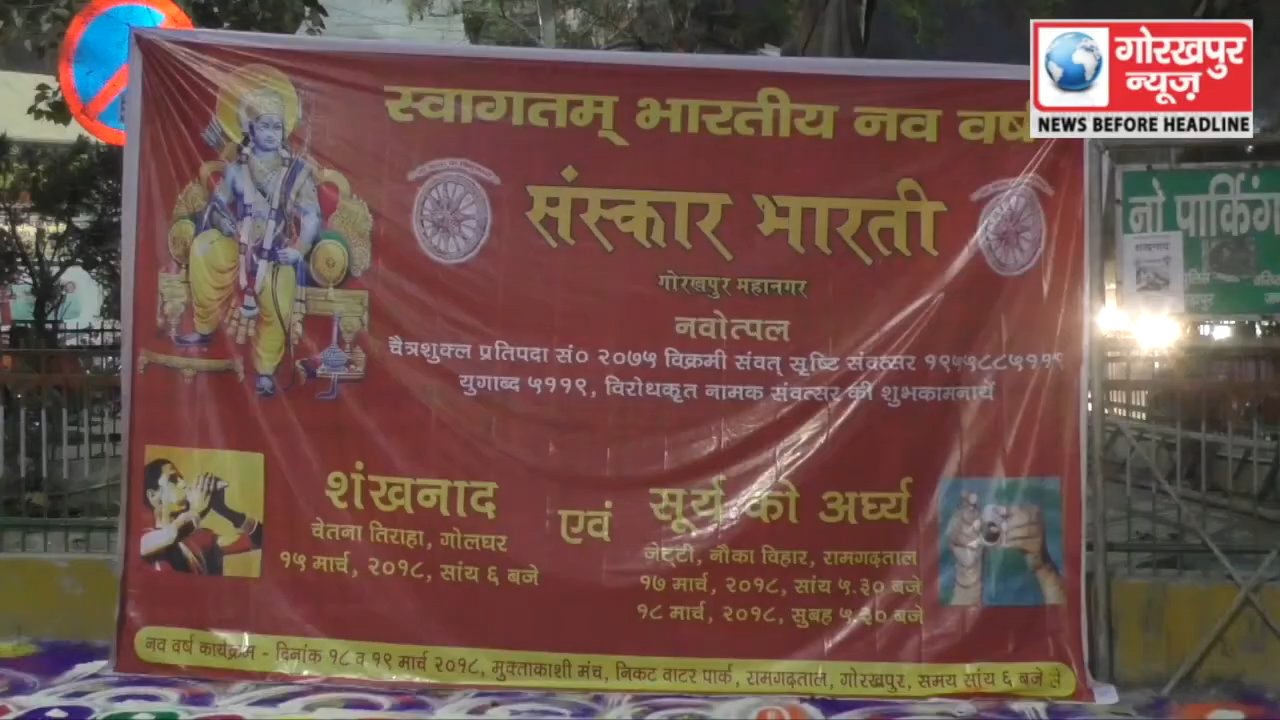 गोरखपुर
न्यूज़
NEWS BEFORE HEADLINE
स्वागतम् भारतीय नव वर्ष
संस्कार भारती
गोरखपुर महानगर
नवोत्पल
चैत्रशुक्ल प्रतिपदा सं० २०७५ विक्रमी संवत् सृष्टि संवत्सर १९५५८८५११९
युगाब्द ५११९, विरोधकृत नामक संवत्सर की शुभकामनायें
शंखनाद
चेतना तिराहा, गोलघर
१५ मार्च, २०१८, सांय ६ बजे
एवं
सूर्य को अर्घ्य
जेट्टी, नौका विहार, रामगढ़ताल
१७ मार्च, २०१८, सांय ५.३० बजे
१८ मार्च, २०१८, सुबह ५.३० बजे
नव वर्ष कार्यक्रम - दिनांक १८ व १९ मार्च २०१८, मुक्ताकाशी मंच, निकट वाटर पार्क, रामगढ़ताल, गोरखपुर, समय सांय ६ बजे से
नो पार्किंग